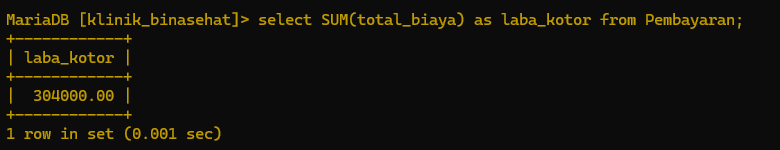 MariaDB [klinik_binasehat]> select SUM(total_biaya) as laba_kotor from Pembayaran;
+------------+
| laba_kotor |
+------------+
|  304000.00 |
+------------+
1 row in set (0.001 sec)